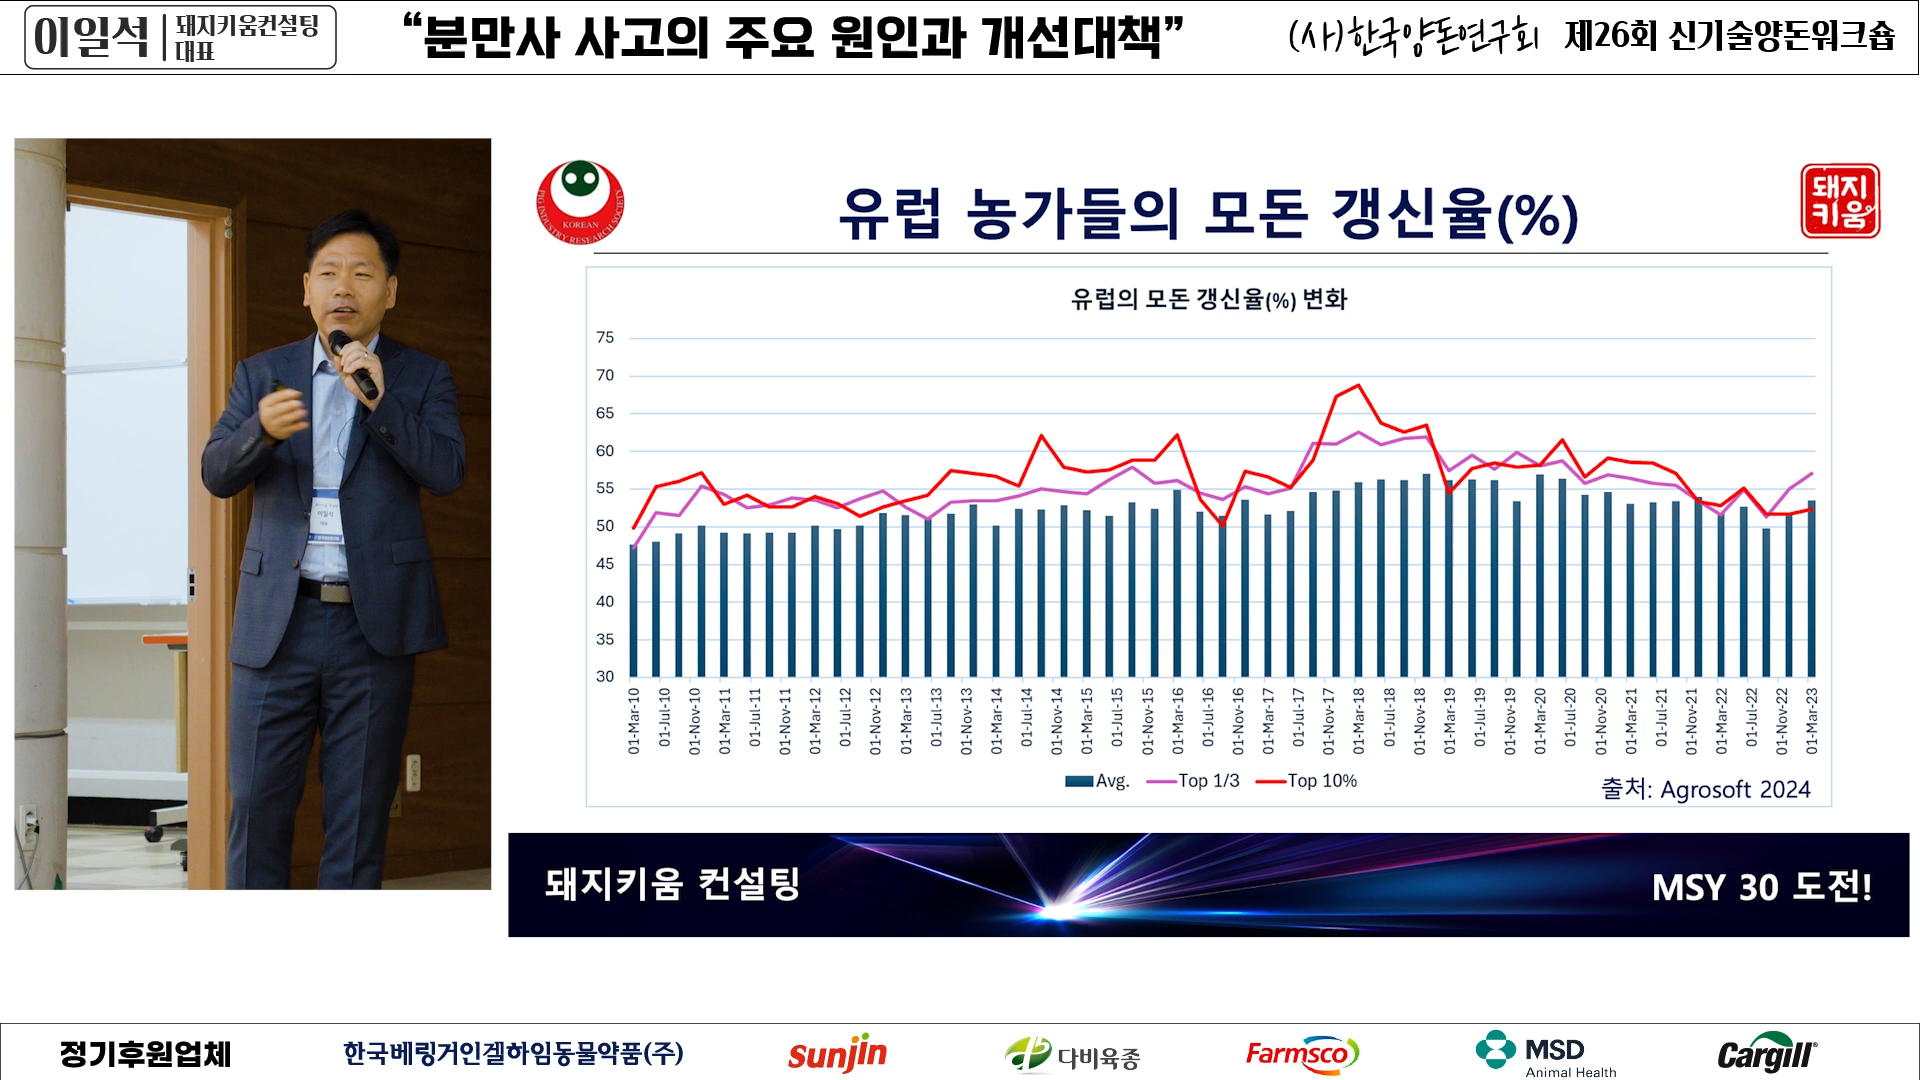 이일석
돼지키움컨설팅
대표
“분만사 사고의 주요 원인과 개선대책”
(사)한국양돈연구회 제26회 신기술양돈워크숍
이일석
KOREAN
PIG INDUSTRY RESEARCH SOCIETY
유럽 농가들의 모돈 갱신율(%)
돼지
키움
유럽의 모돈 갱신율(%) 변화
75
70
65
60
55
50
45
40
35
30
01-Mar-10
01-Jul-10
01-Nov-10
01-Mar-11
01-Jul-11
01-Nov-11
01-Mar-12
01-Jul-12
01-Nov-12
01-Mar-13
01-Jul-13
01-Nov-13
01-Mar-14
01-Jul-14
01-Nov-14
01-Mar-15
01-Jul-15
01-Nov-15
01-Mar-16
01-Jul-16
01-Nov-16
01-Mar-17
01-Jul-17
01-Nov-17
01-Mar-18
01-Jul-18
01-Nov-18
01-Mar-19
01-Jul-19
01-Nov-19
01-Mar-20
01-Jul-20
01-Nov-20
01-Mar-21
01-Jul-21
01-Nov-21
01-Mar-22
01-Jul-22
01-Nov-22
01-Mar-23
Avg. Top 1/3 Top 10%
출처: Agrosoft 2024
돼지키움 컨설팅
MSY 30 도전!
정기후원업체
한국베링거인겔하임동물약품(주)
Sunjin
다비육종
Farmsco
MSD
Animal Health
Cargill